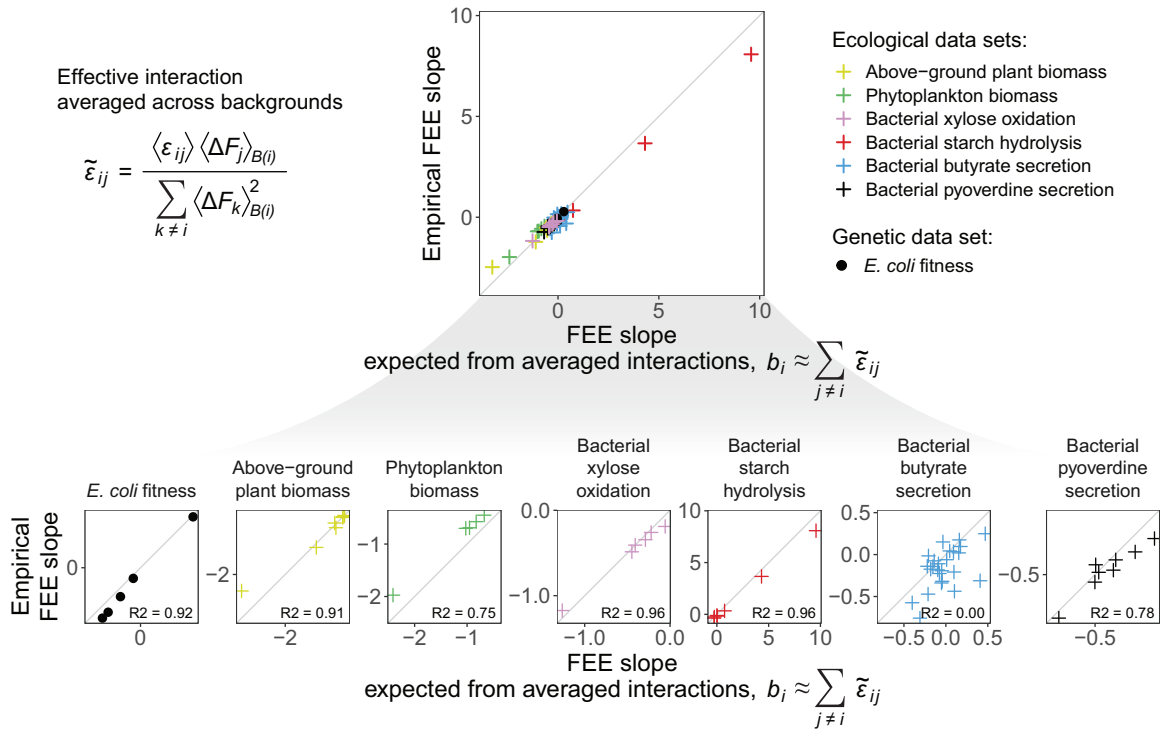 Effective interaction
averaged across backgrounds
ε̃ij = ⟨εij⟩ ⟨ΔFj⟩B(i) / ∑k ≠ i ⟨ΔFk⟩²B(i)
Empirical FEE slope
10
5
0
0
5
10
FEE slope
expected from averaged interactions, bi ≈ ∑j ≠ i ε̃ij
Ecological data sets:
Above−ground plant biomass
Phytoplankton biomass
Bacterial xylose oxidation
Bacterial starch hydrolysis
Bacterial butyrate secretion
Bacterial pyoverdine secretion
Genetic data set:
E. coli fitness
Empirical
FEE slope
E. coli fitness
0
R2 = 0.92
0
Above−ground
plant biomass
−2
R2 = 0.91
−2
Phytoplankton
biomass
−1
−2
R2 = 0.75
−2
−1
Bacterial
xylose
oxidation
0.0
−1.0
R2 = 0.96
−1.0
0.0
Bacterial
starch
hydrolysis
10
5
0
R2 = 0.96
0
5
10
Bacterial
butyrate
secretion
0.5
0.0
−0.5
R2 = 0.00
−0.5
0.0
0.5
Bacterial
pyoverdine
secretion
−0.5
R2 = 0.78
−0.5
FEE slope
expected from averaged interactions, bi ≈ ∑j ≠ i ε̃ij